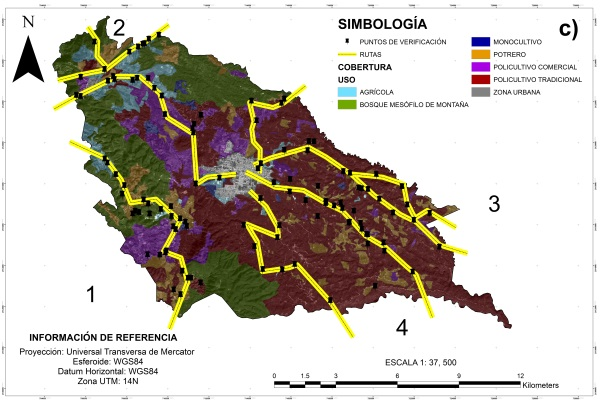 N
2
SIMBOLOGÍA
c)
PUNTOS DE VERIFICACIÓN
RUTAS
COBERTURA
USO
AGRÍCOLA
BOSQUE MESÓFILO DE MONTAÑA
MONOCULTIVO
POTRERO
POLICULTIVO COMERCIAL
POLICULTIVO TRADICIONAL
ZONA URBANA
3
1
4
INFORMACIÓN DE REFERENCIA
Proyección: Universal Transversa de Mercator
Esferoide: WGS84
Datum Horizontal: WGS84
Zona UTM: 14N
ESCALA 1: 37, 500
0 1.5 3 6 9 12
Kilometers